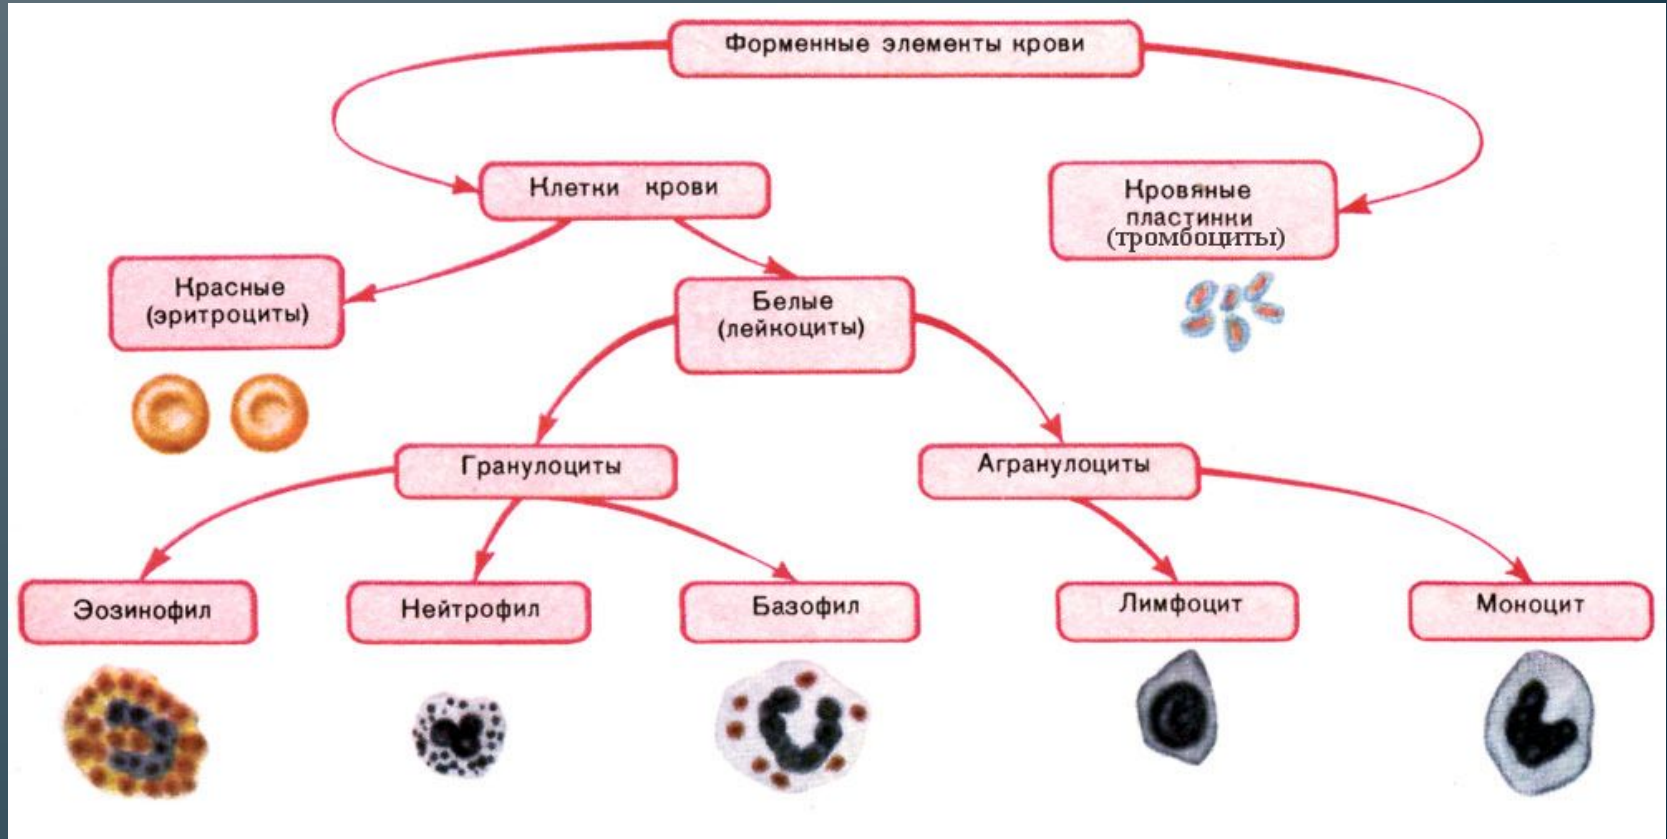 Форменные элементы крови
Клетки крови
Кровяные
пластинки
(тромбоциты)
Красные
(эритроциты)
Белые
(лейкоциты)
Гранулоциты
Агранулоциты
Эозинофил
Нейтрофил
Базофил
Лимфоцит
Моноцит